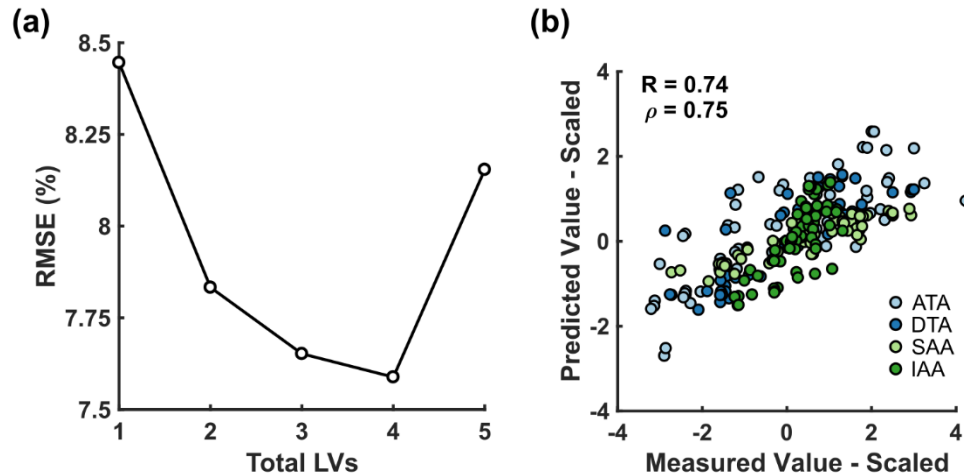 (a)
8.5
8.25
8
7.75
7.5
RMSE (%)
1 2 3 4 5
Total LVs
(b)
R = 0.74
ρ = 0.75
4
2
0
-2
-4
Predicted Value - Scaled
ATA
DTA
SAA
IAA
-4 -2 0 2 4
Measured Value - Scaled